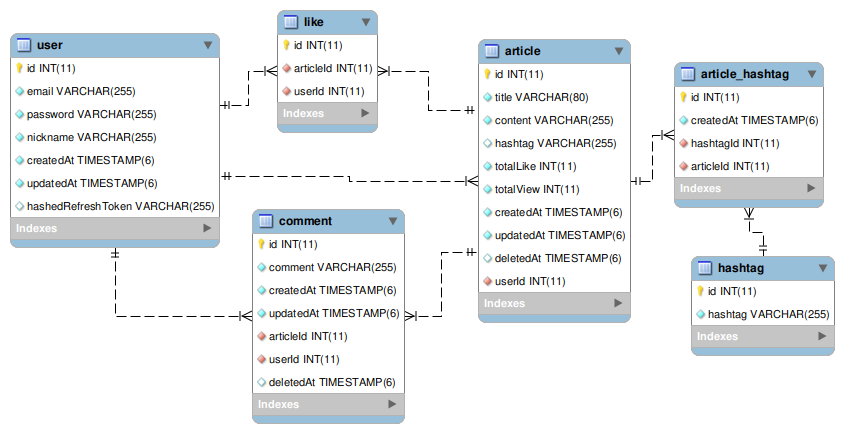 user
id INT(11)
email VARCHAR(255)
password VARCHAR(255)
nickname VARCHAR(255)
createdAt TIMESTAMP(6)
updatedAt TIMESTAMP(6)
hashedRefreshToken VARCHAR(255)
Indexes
like
id INT(11)
articleId INT(11)
userId INT(11)
Indexes
comment
id INT(11)
comment VARCHAR(255)
createdAt TIMESTAMP(6)
updatedAt TIMESTAMP(6)
articleId INT(11)
userId INT(11)
deletedAt TIMESTAMP(6)
Indexes
article
id INT(11)
title VARCHAR(80)
content VARCHAR(255)
hashtag VARCHAR(255)
totalLike INT(11)
totalView INT(11)
createdAt TIMESTAMP(6)
updatedAt TIMESTAMP(6)
deletedAt TIMESTAMP(6)
userId INT(11)
Indexes
article_hashtag
id INT(11)
createdAt TIMESTAMP(6)
hashtagId INT(11)
articleId INT(11)
Indexes
hashtag
id INT(11)
hashtag VARCHAR(255)
Indexes